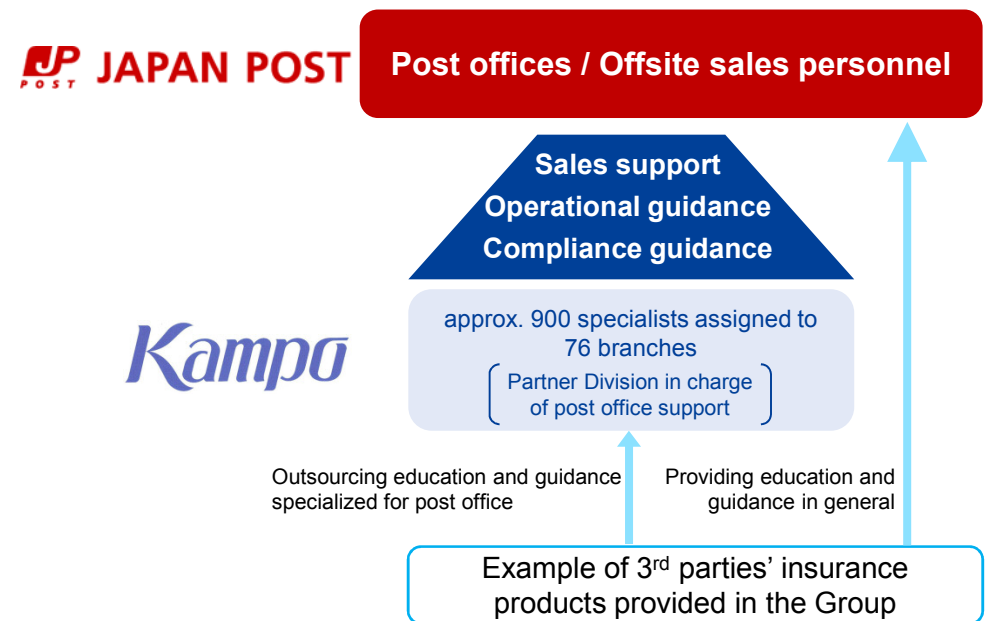 JP
POST
JAPAN POST
Post offices / Offsite sales personnel
Sales support
Operational guidance
Compliance guidance
Kampo
approx. 900 specialists assigned to
76 branches
Partner Division in charge
of post office support
Outsourcing education and guidance
specialized for post office
Providing education and
guidance in general
Example of 3rd parties’ insurance
products provided in the Group